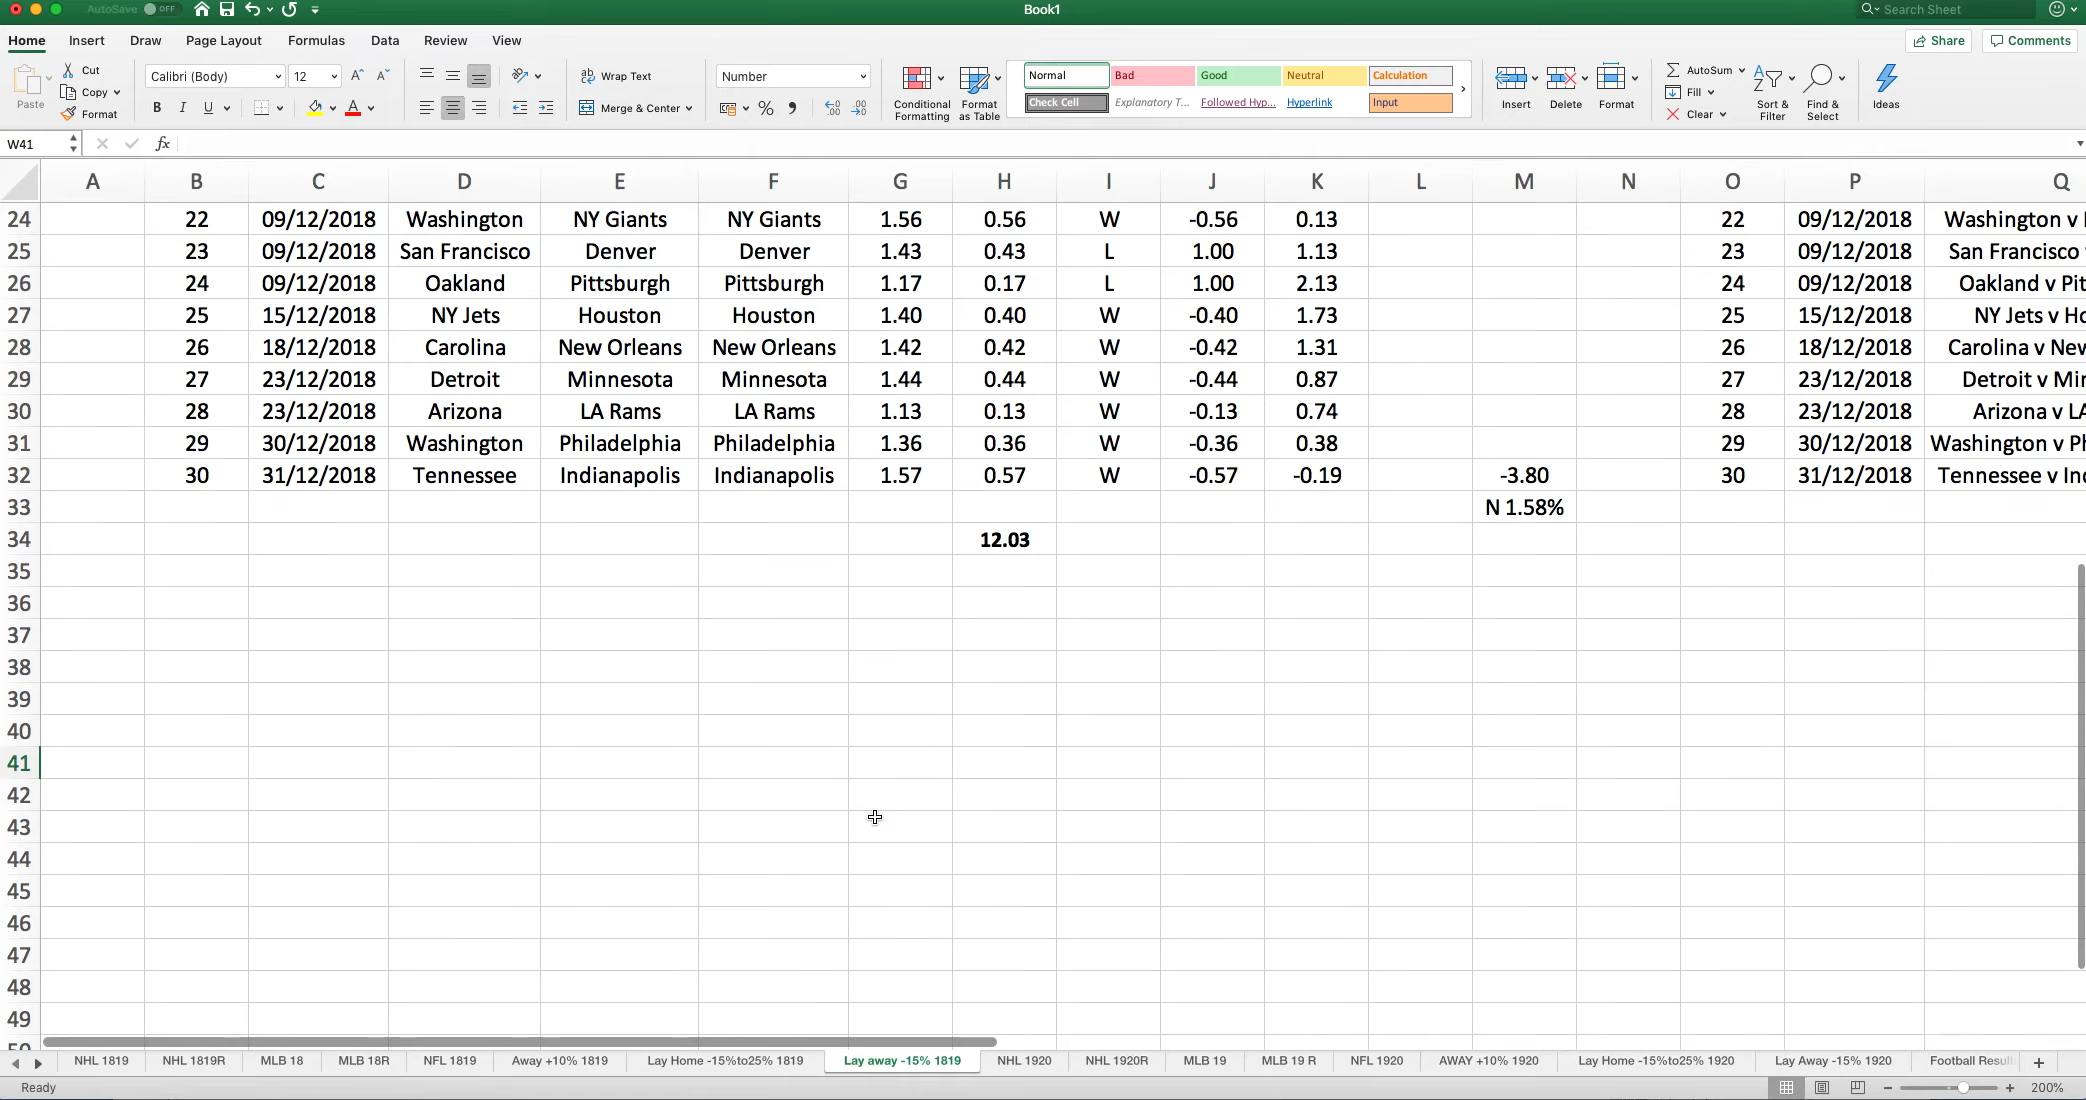 AutoSave OFF Book1 Search Sheet
Home Insert Draw Page Layout Formulas Data Review View Share Comments
Paste Cut Copy Format
Calibri (Body) 12
B I U A
Wrap Text
Merge & Center
Number
Conditional Formatting
Format as Table
Normal Bad Good Neutral Calculation
Check Cell Explanatory T... Followed Hyp... Hyperlink Input
Insert Delete Format
AutoSum
Fill
Clear
Sort & Filter
Find & Select
Ideas
W41 fx
A B C D E F G H I J K L M N O P Q
24 22 09/12/2018 Washington NY Giants NY Giants 1.56 0.56 W -0.56 0.13 22 09/12/2018 Washington v
25 23 09/12/2018 San Francisco Denver Denver 1.43 0.43 L 1.00 1.13 23 09/12/2018 San Francisco
26 24 09/12/2018 Oakland Pittsburgh Pittsburgh 1.17 0.17 L 1.00 2.13 24 09/12/2018 Oakland v Pit
27 25 15/12/2018 NY Jets Houston Houston 1.40 0.40 W -0.40 1.73 25 15/12/2018 NY Jets v Ho
28 26 18/12/2018 Carolina New Orleans New Orleans 1.42 0.42 W -0.42 1.31 26 18/12/2018 Carolina v New
29 27 23/12/2018 Detroit Minnesota Minnesota 1.44 0.44 W -0.44 0.87 27 23/12/2018 Detroit v Min
30 28 23/12/2018 Arizona LA Rams LA Rams 1.13 0.13 W -0.13 0.74 28 23/12/2018 Arizona v LA
31 29 30/12/2018 Washington Philadelphia Philadelphia 1.36 0.36 W -0.36 0.38 29 30/12/2018 Washington v Ph
32 30 31/12/2018 Tennessee Indianapolis Indianapolis 1.57 0.57 W -0.57 -0.19 -3.80 30 31/12/2018 Tennessee v Ind
33 N 1.58%
34 12.03
35
36
37
38
39
40
41
42
43
44
45
46
47
48
49
NHL 1819 NHL 1819R MLB 18 MLB 18R NFL 1819 Away +10% 1819 Lay Home -15%to25% 1819 Lay away -15% 1819 NHL 1920 NHL 1920R MLB 19 MLB 19 R NFL 1920 AWAY +10% 1920 Lay Home -15%to25% 1920 Lay Away -15% 1920 Football Resul
Ready 200%